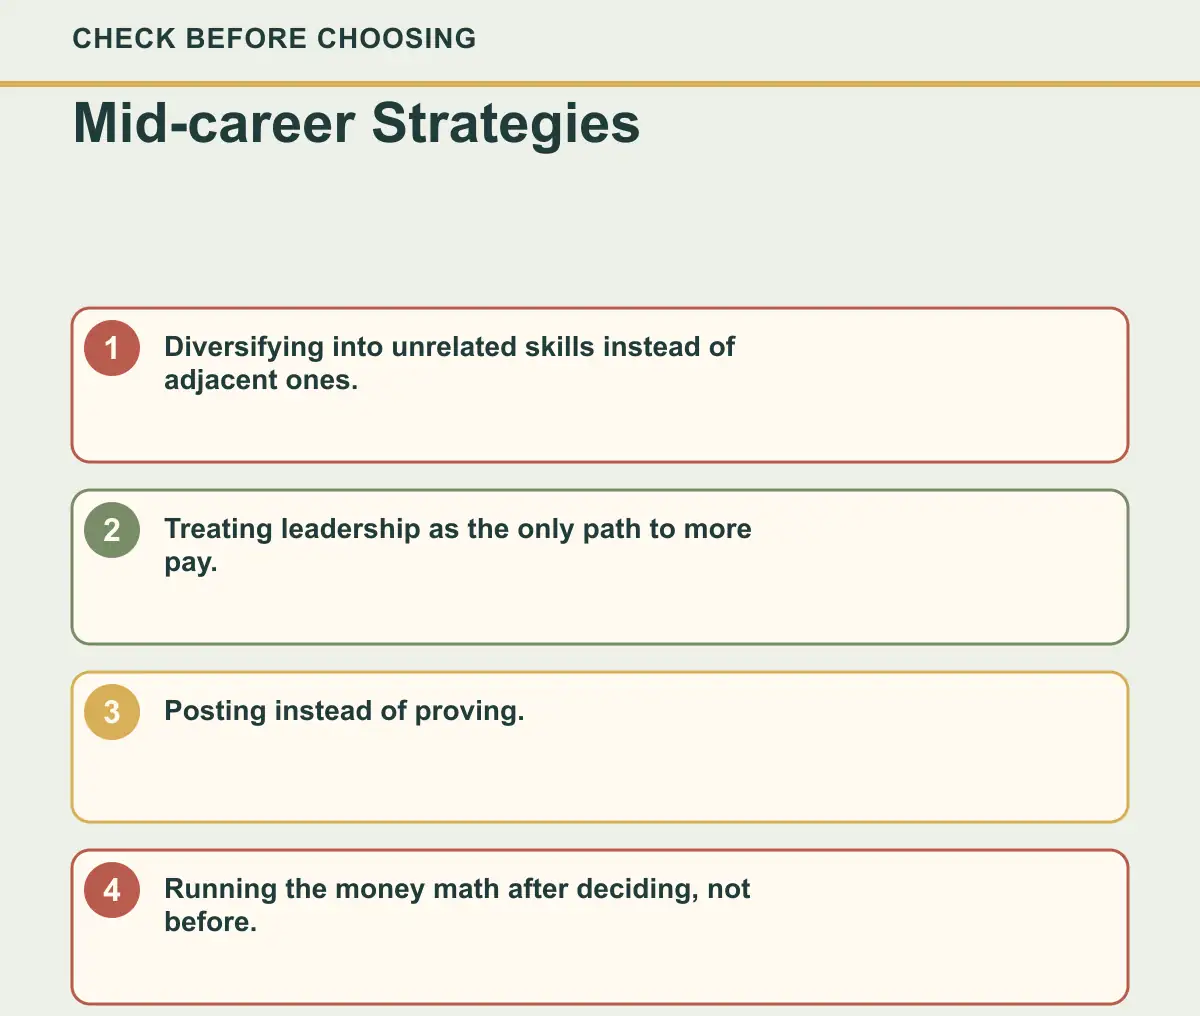 CHECK BEFORE CHOOSING
Mid-career Strategies
1
Diversifying into unrelated skills instead of
adjacent ones.
2
Treating leadership as the only path to more
pay.
3
Posting instead of proving.
4
Running the money math after deciding, not
before.